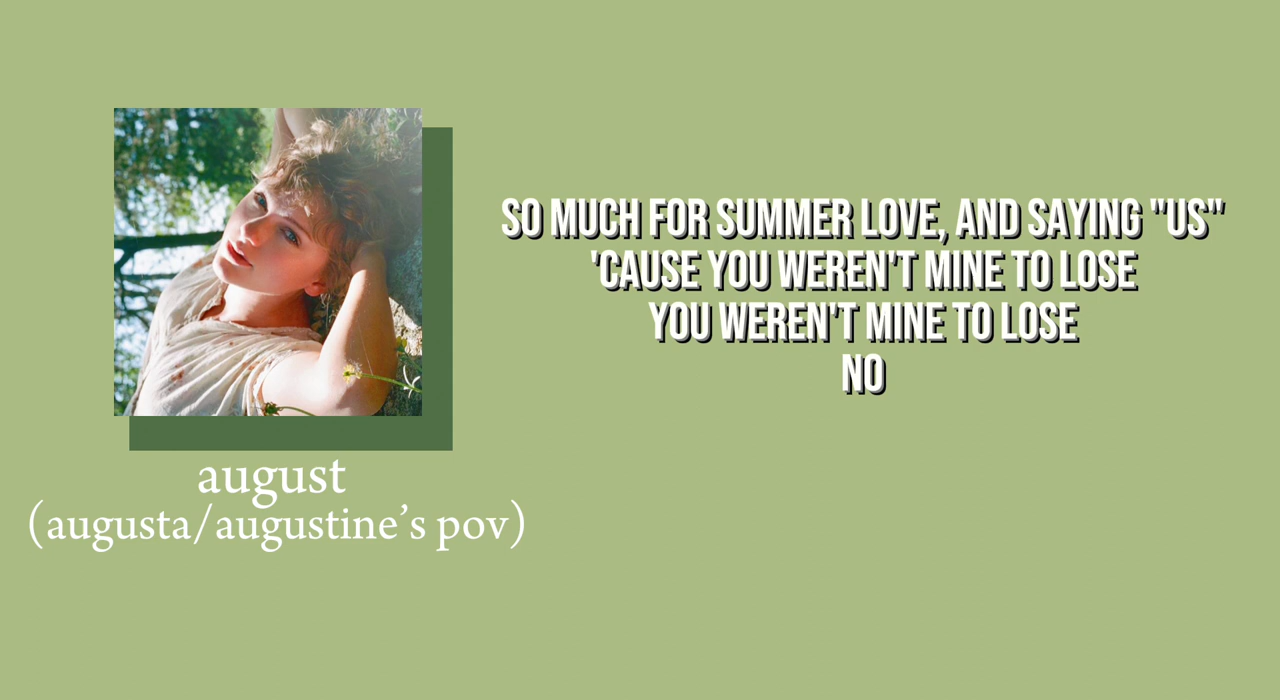 SO MUCH FOR SUMMER LOVE, AND SAYING "US"
'CAUSE YOU WEREN'T MINE TO LOSE
YOU WEREN'T MINE TO LOSE
NO
august
(augusta/augustine’s pov)